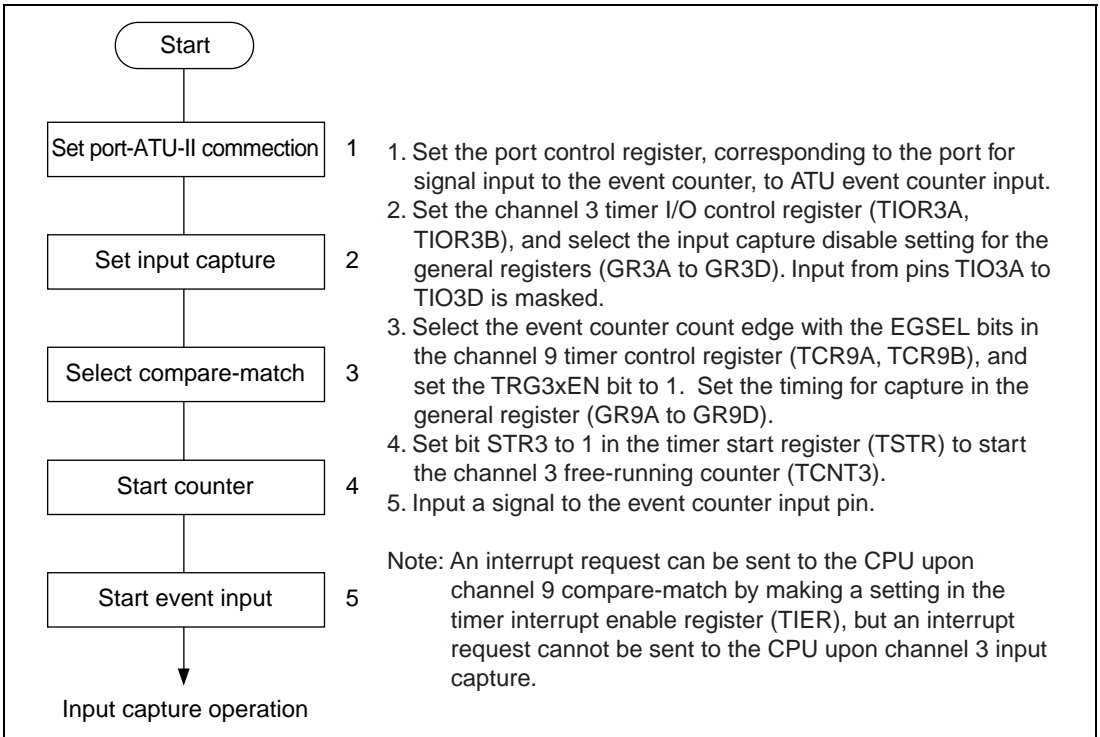 Start
Set port-ATU-II commection 1
Set input capture 2
Select compare-match 3
Start counter 4
Start event input 5
Input capture operation
1. Set the port control register, corresponding to the port for
signal input to the event counter, to ATU event counter input.
2. Set the channel 3 timer I/O control register (TIOR3A,
TIOR3B), and select the input capture disable setting for the
general registers (GR3A to GR3D). Input from pins TIO3A to
TIO3D is masked.
3. Select the event counter count edge with the EGSEL bits in
the channel 9 timer control register (TCR9A, TCR9B), and
set the TRG3xEN bit to 1. Set the timing for capture in the
general register (GR9A to GR9D).
4. Set bit STR3 to 1 in the timer start register (TSTR) to start
the channel 3 free-running counter (TCNT3).
5. Input a signal to the event counter input pin.
Note: An interrupt request can be sent to the CPU upon
channel 9 compare-match by making a setting in the
timer interrupt enable register (TIER), but an interrupt
request cannot be sent to the CPU upon channel 3 input
capture.